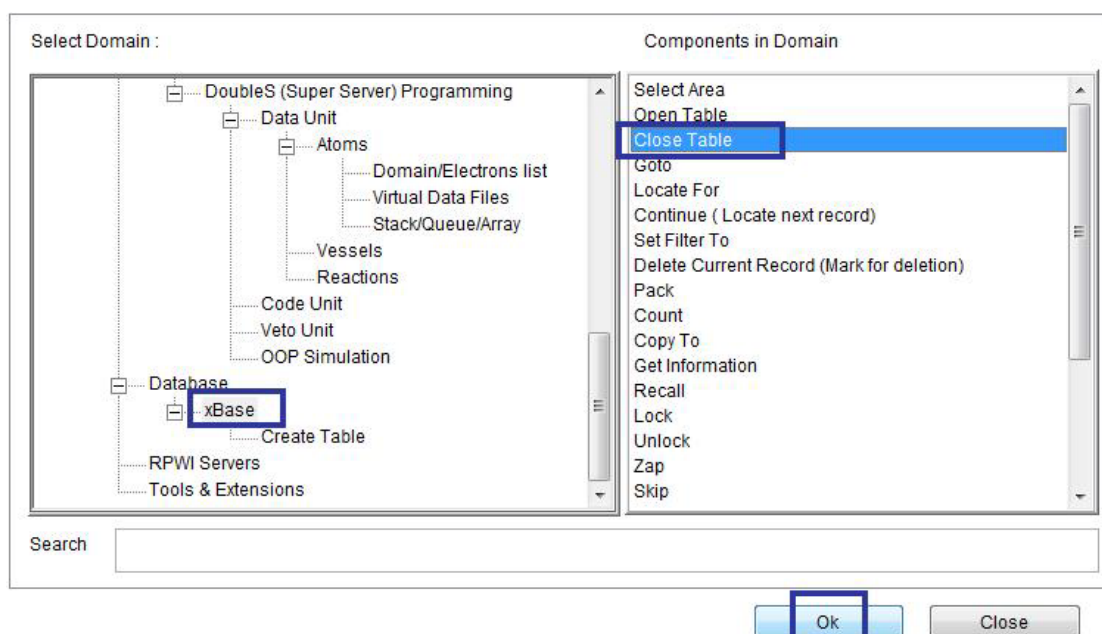 Select Domain :
Components in Domain
DoubleS (Super Server) Programming
Data Unit
Atoms
Domain/Electrons list
Virtual Data Files
Stack/Queue/Array
Vessels
Reactions
Code Unit
Veto Unit
OOP Simulation
Database
xBase
Create Table
RPWI Servers
Tools & Extensions
Select Area
Open Table
Close Table
Goto
Locate For
Continue ( Locate next record)
Set Filter To
Delete Current Record (Mark for deletion)
Pack
Count
Copy To
Get Information
Recall
Lock
Unlock
Zap
Skip
Search
Ok
Close